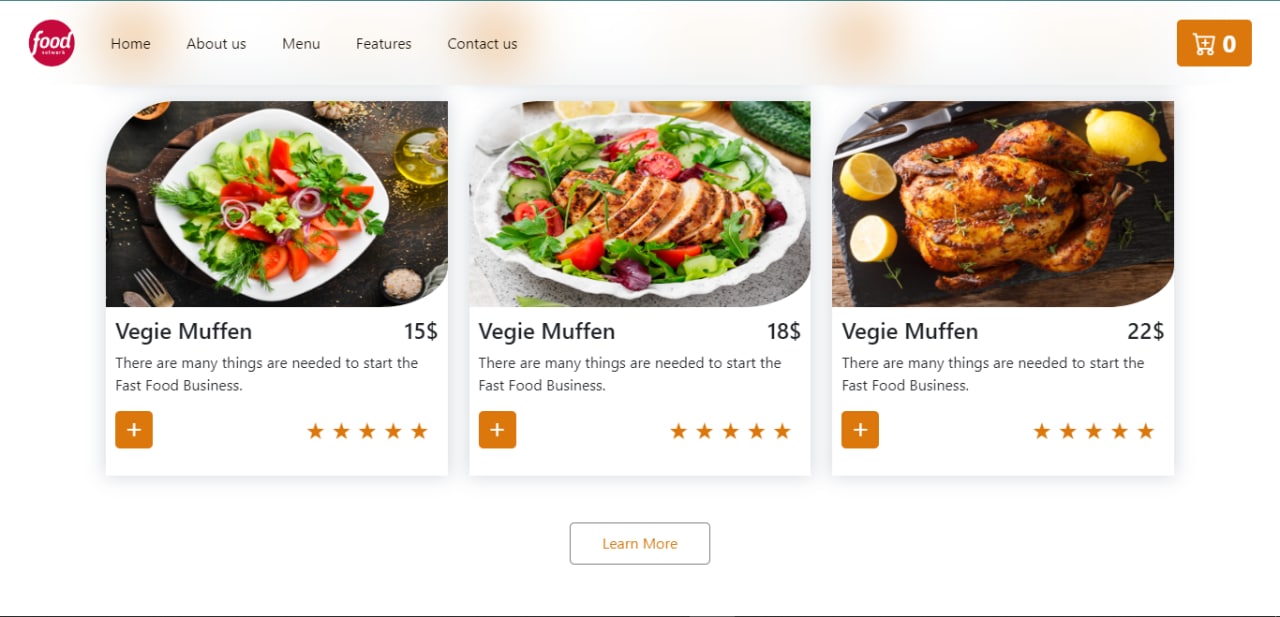 food
network
Home About us Menu Features Contact us
0
Vegie Muffen 15$
There are many things are needed to start the
Fast Food Business.
+
Vegie Muffen 18$
There are many things are needed to start the
Fast Food Business.
+
Vegie Muffen 22$
There are many things are needed to start the
Fast Food Business.
+
Learn More